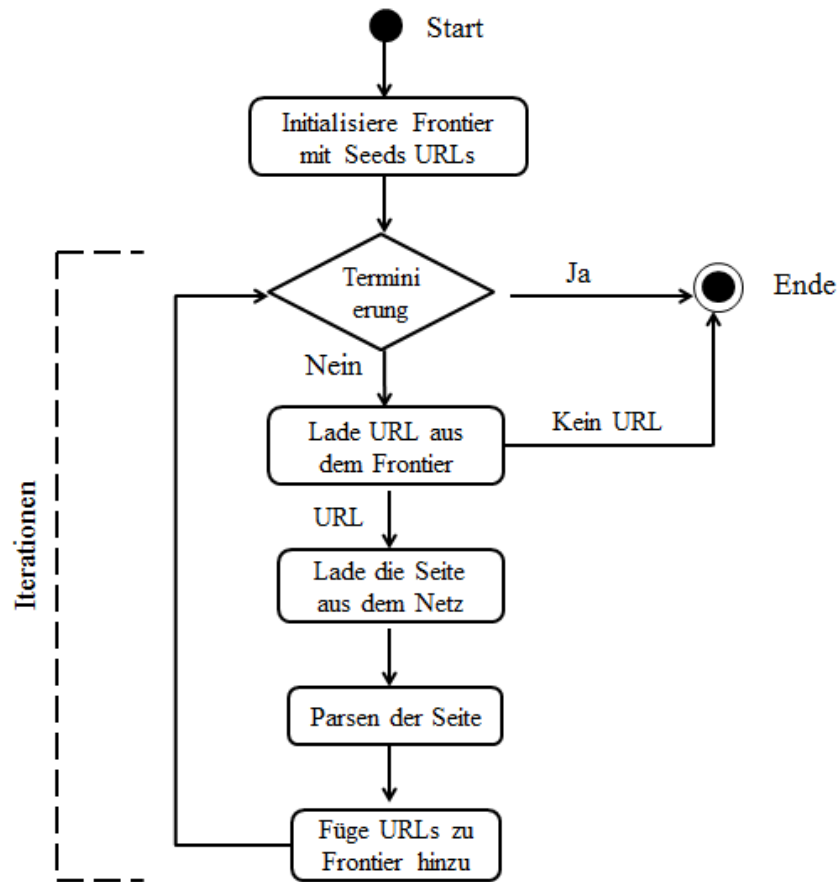 Start
Initialisiere Frontier
mit Seeds URLs
Termini
erung
Ja
Ende
Nein
Lade URL aus
dem Frontier
Kein URL
URL
Lade die Seite
aus dem Netz
Iterationen
Parsen der Seite
Füge URLs zu
Frontier hinzu